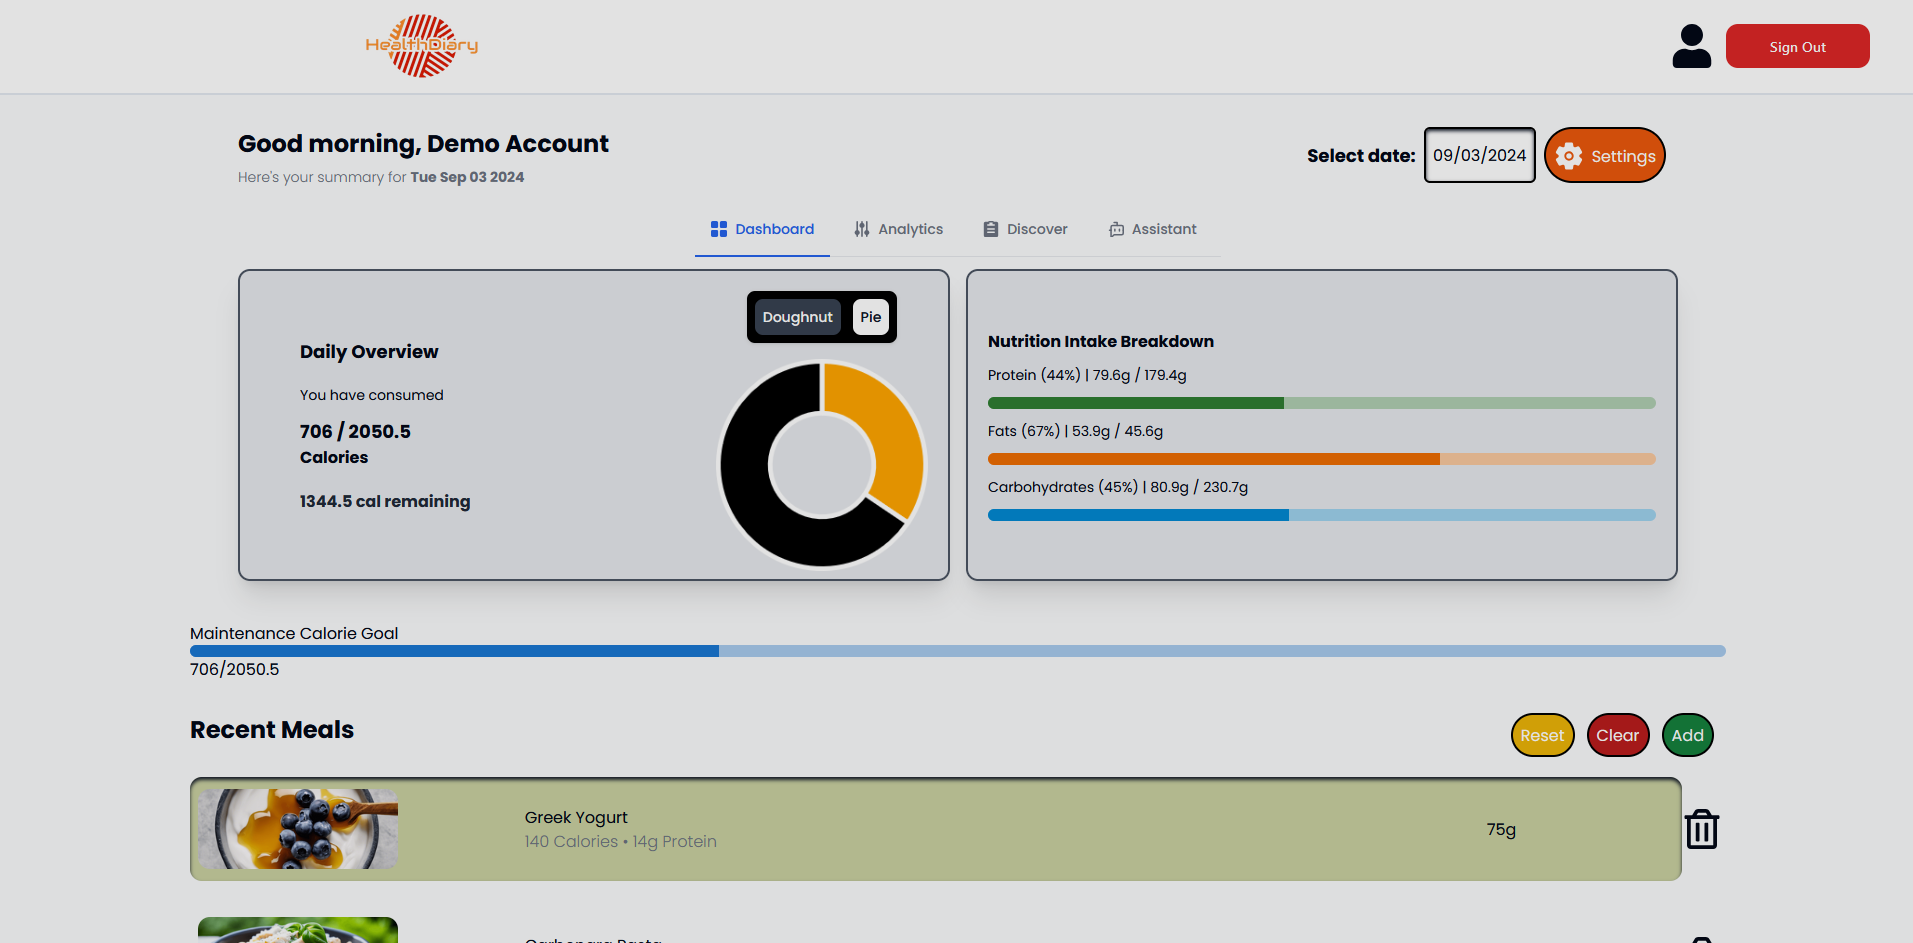 HealthDiary
Sign Out
Good morning, Demo Account
Here's your summary for Tue Sep 03 2024
Select date:
09/03/2024
Settings
Dashboard
Analytics
Discover
Assistant
Doughnut
Pie
Daily Overview
You have consumed
706 / 2050.5
Calories
1344.5 cal remaining
Nutrition Intake Breakdown
Protein (44%) | 79.6g / 179.4g
Fats (67%) | 53.9g / 45.6g
Carbohydrates (45%) | 80.9g / 230.7g
Maintenance Calorie Goal
706/2050.5
Recent Meals
Reset
Clear
Add
Greek Yogurt
140 Calories • 14g Protein
75g